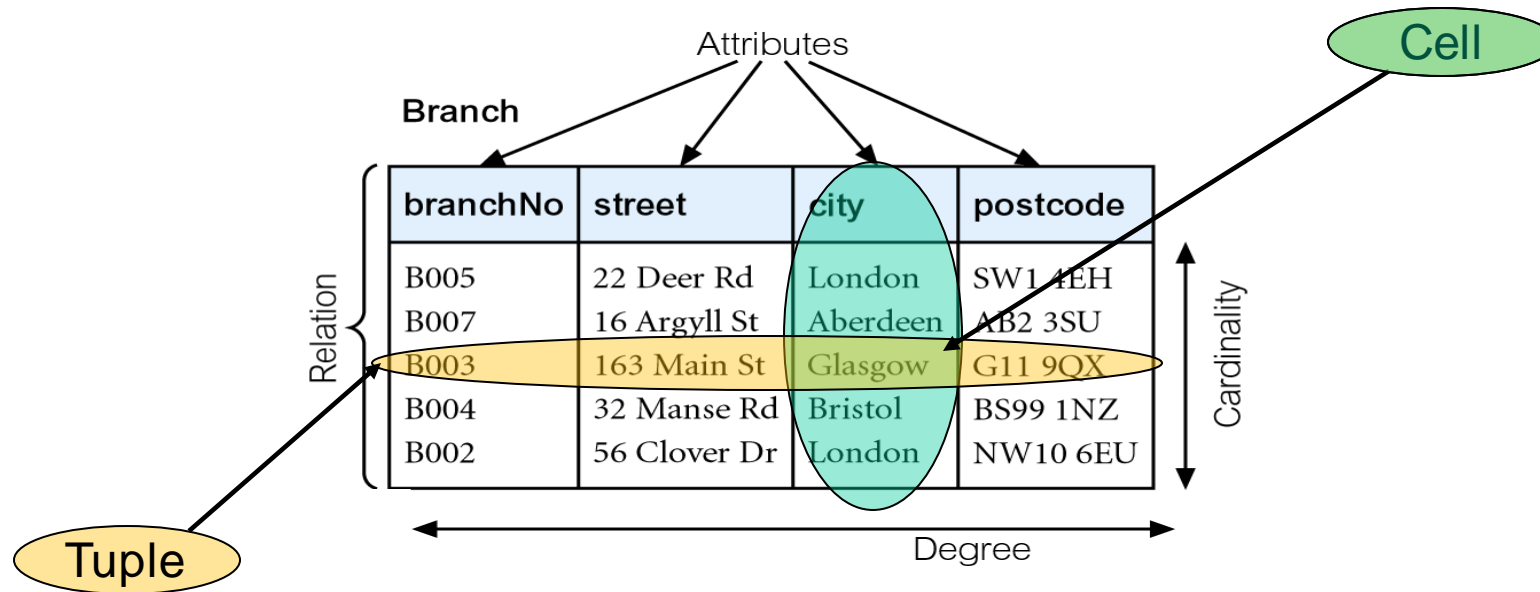 Cell
Attributes
Branch
branchNo street city postcode
B005 22 Deer Rd London SW1 4EH
B007 16 Argyll St Aberdeen AB2 3SU
B003 163 Main St Glasgow G11 9QX
B004 32 Manse Rd Bristol BS99 1NZ
B002 56 Clover Dr London NW10 6EU
Relation
Cardinality
Degree
Tuple